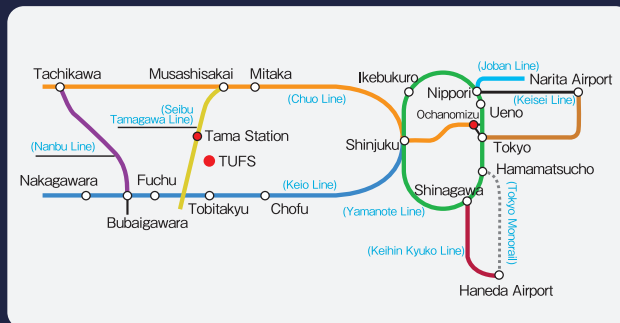 Tachikawa
Musashisakai
Mitaka
Ikebukuro
(Joban Line)
Nippori
Narita Airport
(Chuo Line)
(Keisei Line)
(Seibu
Tamagawa Line)
Ueno
Ochanomizu
Tama Station
(Nanbu Line)
Shinjuku
Tokyo
TUFS
Hamamatsucho
Nakagawara
Fuchu
(Keio Line)
Shinagawa
Bubaigawara
Tobitakyu
Chofu
(Yamanote Line)
(Tokyo Monorail)
(Keihin Kyuko Line)
Haneda Airport